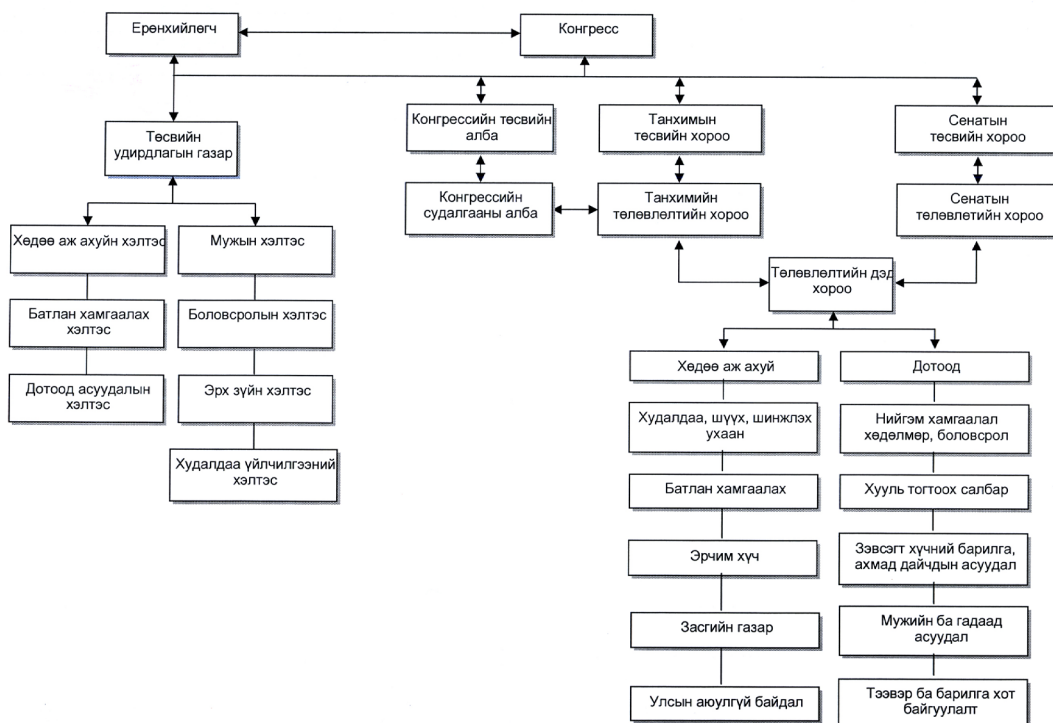 Ерөнхийлөгч
Конгресс
Төсвийн
удирдлагын газар
Конгрессийн төсвийн
алба
Танхимын
төсвийн хороо
Сенатын
төсвийн хороо
Конгрессийн
судалгааны алба
Танхимийн
төлөвлөлтийн хороо
Сенатын
төлөвлөтийн хороо
Хөдөө аж ахуйн хэлтэс
Мужын хэлтэс
Төлөвлөлтийн дэд
хороо
Батлан хамгаалах
хэлтэс
Боловсролын хэлтэс
Дотоод асуудалын
хэлтэс
Эрх зүйн хэлтэс
Худалдаа үйлчилгээний
хэлтэс
Хөдөө аж ахуй
Худалдаа, шүүх, шинжлэх
ухаан
Батлан хамгаалах
Эрчим хүч
Засгийн газар
Улсын аюулгүй байдал
Дотоод
Нийгэм хамгаалал
хөдөлмөр, боловсрол
Хууль тогтоох салбар
Зэвсэгт хүчний барилга,
ахмад дайчдын асуудал
Мужийн ба гадаад
асуудал
Тээвэр ба барилга хот
байгуулалт